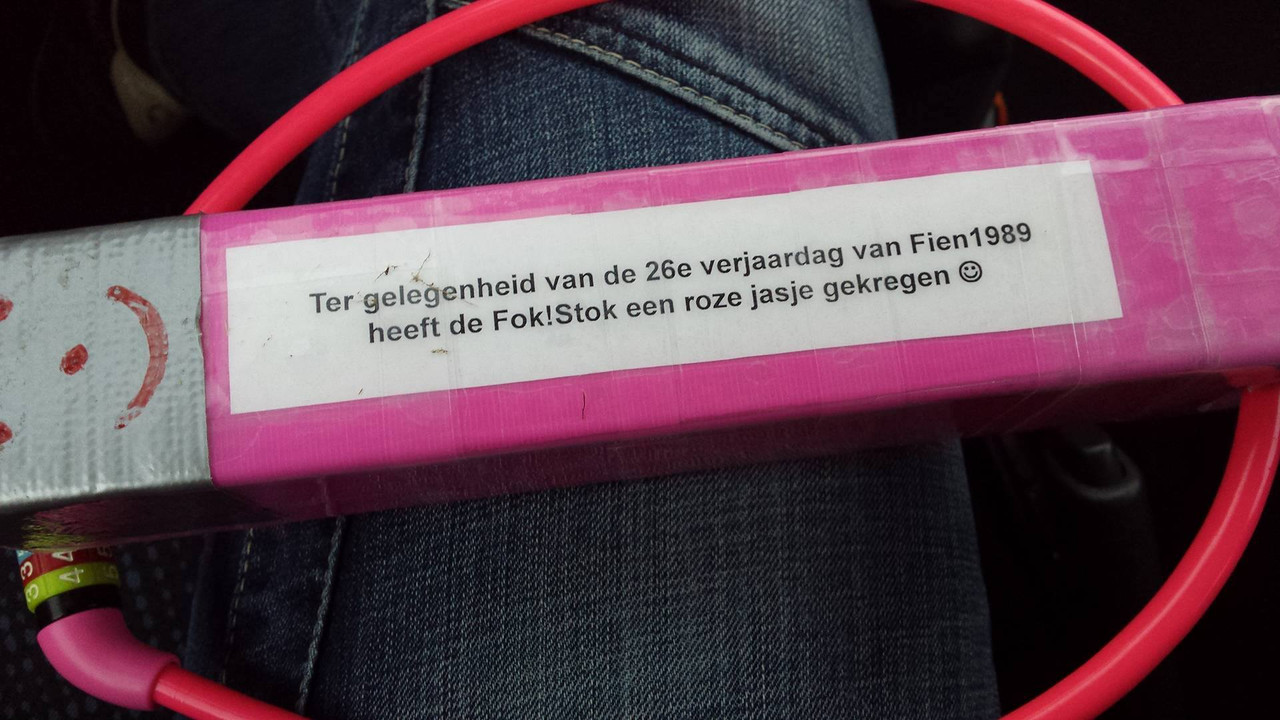 Ter gelegenheid van de 26e verjaardag van Fien1989
heeft de Fok!Stok een roze jasje gekregen ☺